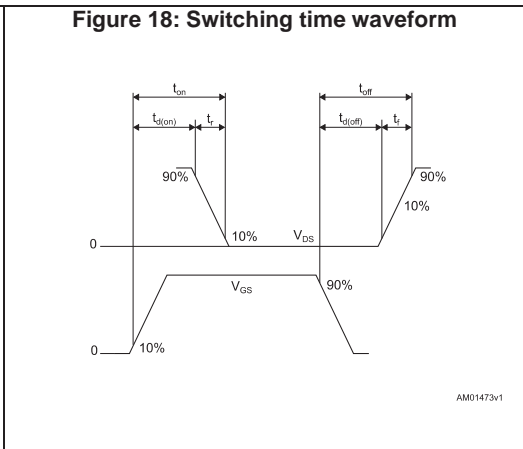 Figure 18: Switching time waveform
ton toff
td(on) tr td(off) tf
90% 90%
10%
0 10% VDS
VGS 90%
0 10%
AM01473v1